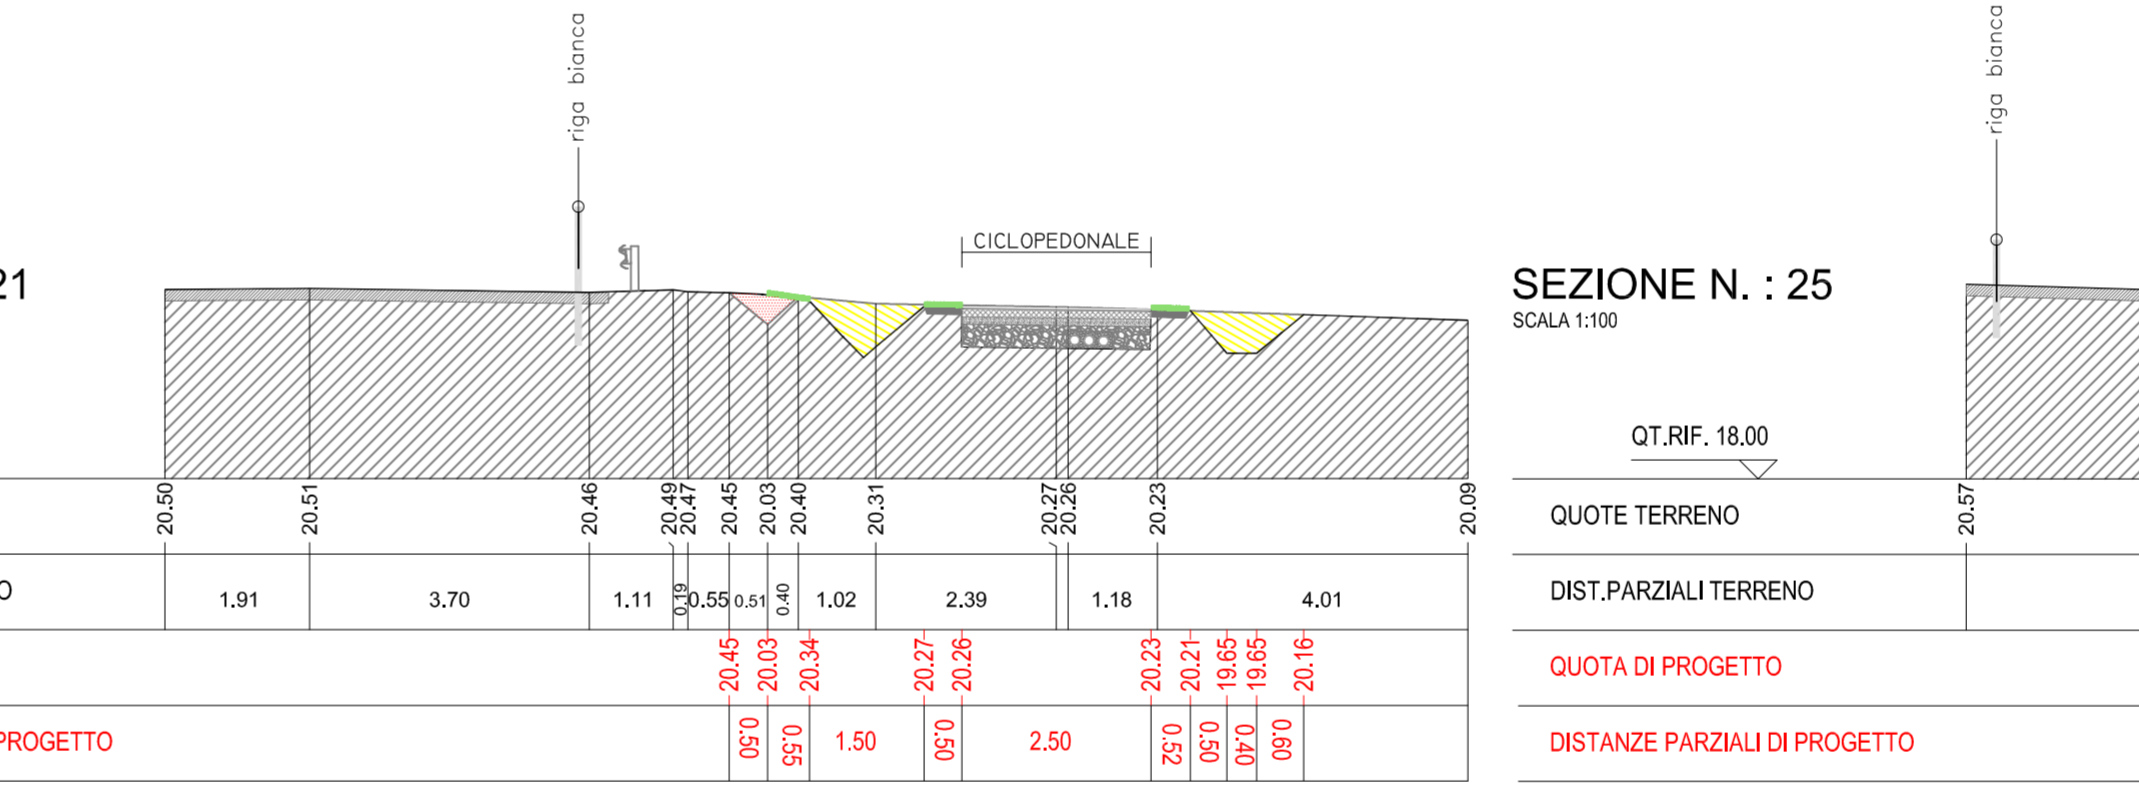 riga bianca
riga bianca
CICLOPEDONALE
21
SEZIONE N. : 25
SCALA 1:100
QT.RIF. 18.00
20.50 20.51 20.46 20.49 20.47 20.45 20.03 20.40 20.31 20.27 20.26 20.23 20.09
QUOTE TERRENO 20.57
O 1.91 3.70 1.11 0.19 0.55 0.51 0.40 1.02 2.39 1.18 4.01
DIST.PARZIALI TERRENO
20.45 20.03 20.34 20.27 20.26 20.23 20.21 19.65 19.65 20.16
QUOTA DI PROGETTO
PROGETTO 0.50 0.55 1.50 0.50 2.50 0.52 0.50 0.40 0.60
DISTANZE PARZIALI DI PROGETTO